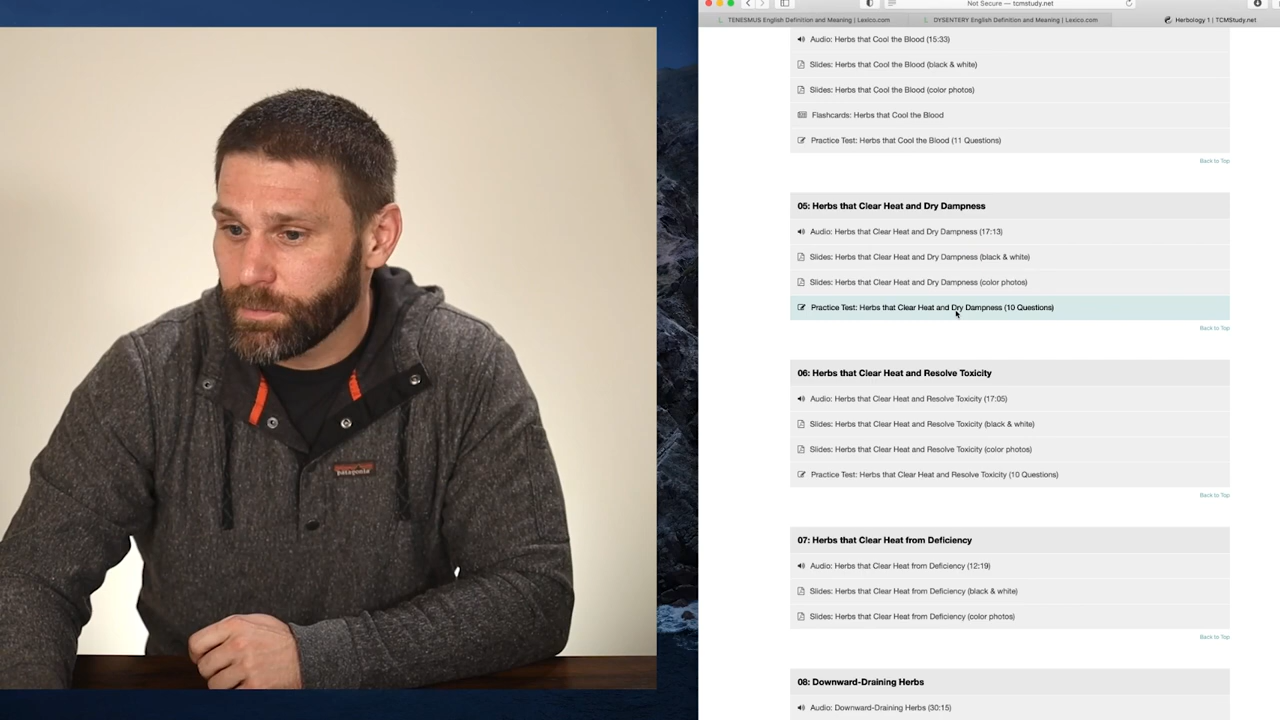 Not Secure — tcmstudy.net
TENESMUS English Definition and Meaning | Lexico.com
DYSENTERY English Definition and Meaning | Lexico.com
Herbology 1 | TCMStudy.net
Audio: Herbs that Cool the Blood (15:33)
Slides: Herbs that Cool the Blood (black & white)
Slides: Herbs that Cool the Blood (color photos)
Flashcards: Herbs that Cool the Blood
Practice Test: Herbs that Cool the Blood (11 Questions)
Back to Top
05: Herbs that Clear Heat and Dry Dampness
Audio: Herbs that Clear Heat and Dry Dampness (17:13)
Slides: Herbs that Clear Heat and Dry Dampness (black & white)
Slides: Herbs that Clear Heat and Dry Dampness (color photos)
Practice Test: Herbs that Clear Heat and Dry Dampness (10 Questions)
Back to Top
06: Herbs that Clear Heat and Resolve Toxicity
Audio: Herbs that Clear Heat and Resolve Toxicity (17:05)
Slides: Herbs that Clear Heat and Resolve Toxicity (black & white)
Slides: Herbs that Clear Heat and Resolve Toxicity (color photos)
Practice Test: Herbs that Clear Heat and Resolve Toxicity (10 Questions)
Back to Top
07: Herbs that Clear Heat from Deficiency
Audio: Herbs that Clear Heat from Deficiency (12:19)
Slides: Herbs that Clear Heat from Deficiency (black & white)
Slides: Herbs that Clear Heat from Deficiency (color photos)
Back to Top
08: Downward-Draining Herbs
Audio: Downward-Draining Herbs (30:15)
patagonia